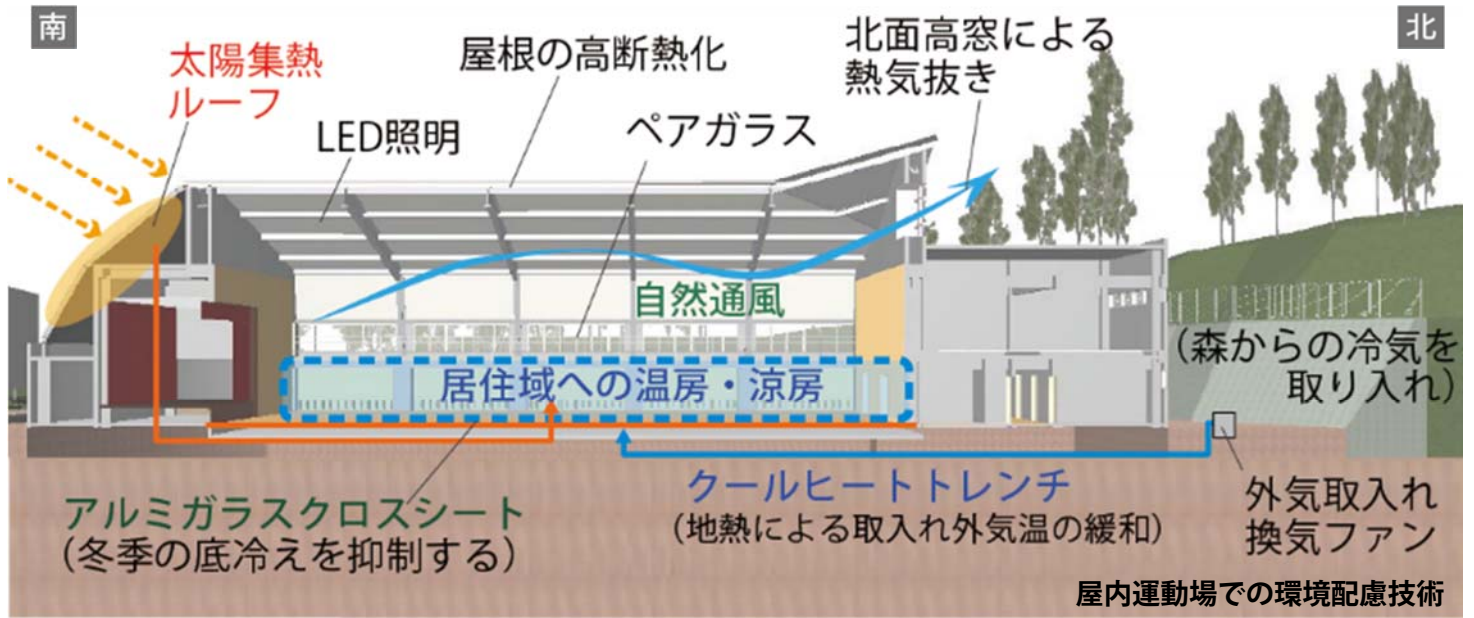 南
北
太陽集熱
ルーフ
屋根の高断熱化
北面高窓による
熱気抜き
LED照明
ペアガラス
自然通風
居住域への温房・涼房
(森からの冷気を
取り入れ)
アルミガラスクロスシート
(冬季の底冷えを抑制する)
クールヒートトレンチ
(地熱による取入れ外気温の緩和)
外気取入れ
換気ファン
屋内運動場での環境配慮技術